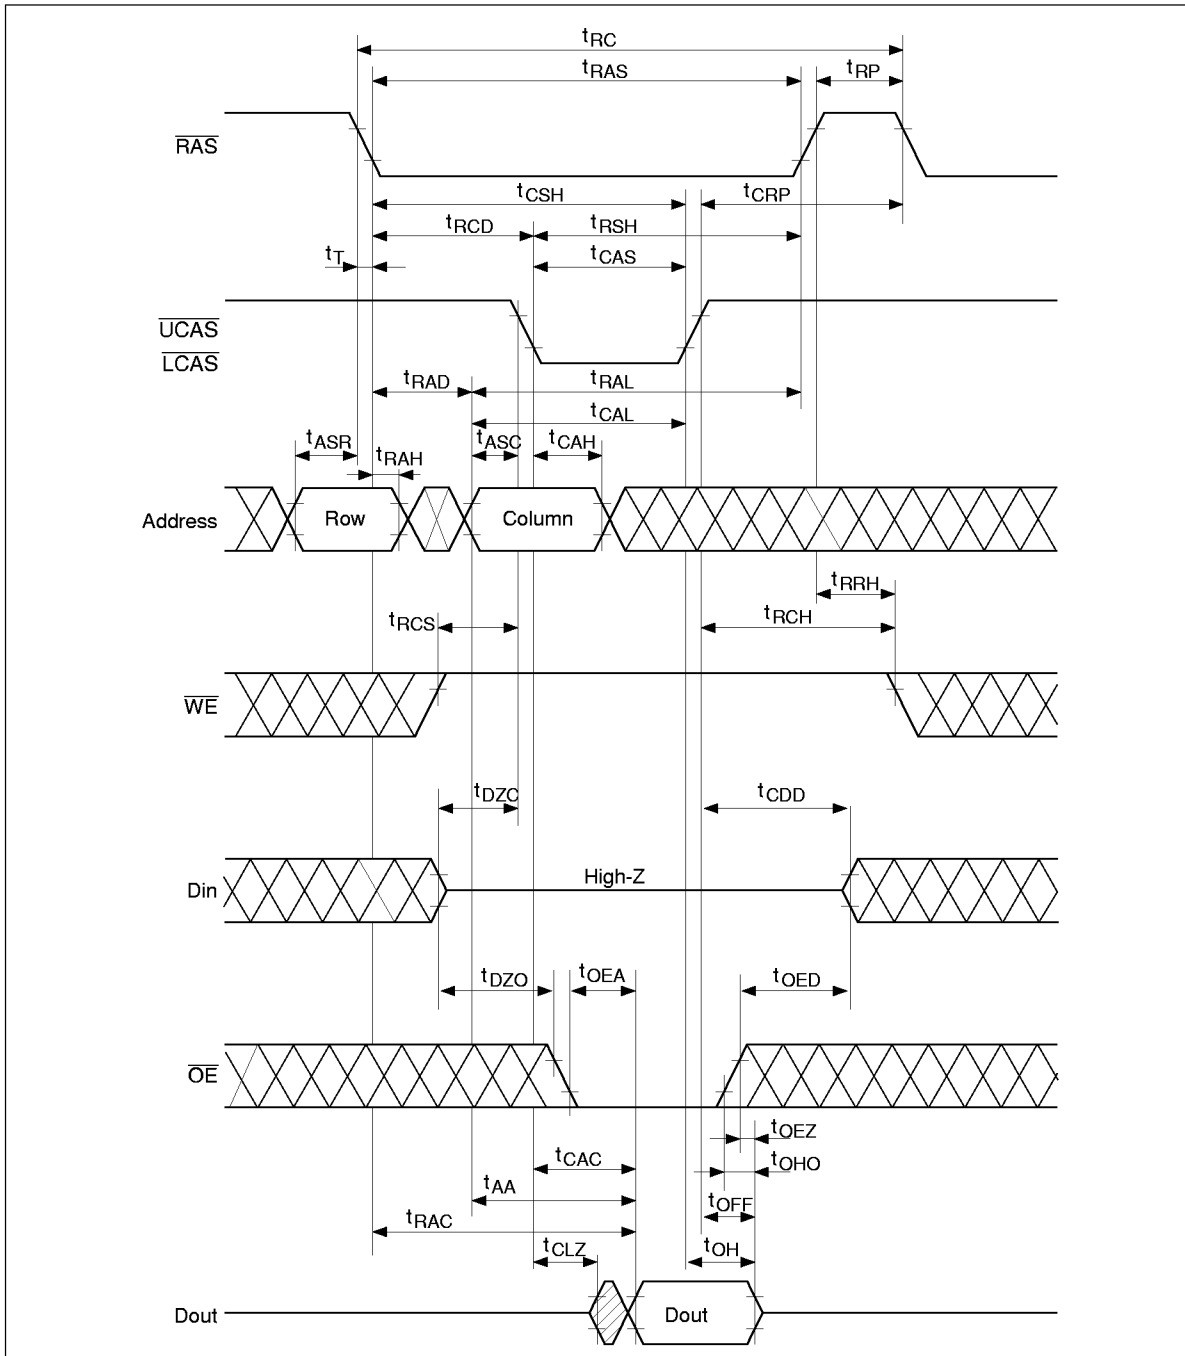 tRC
tRAS
tRP
RAS
tCSH
tCRP
tRCD
tRSH
tT
tCAS
UCAS
LCAS
tRAD
tRAL
tCAL
tASR
tRAH
tASC
tCAH
Address
Row
Column
tRRH
tRCS
tRCH
WE
tDZC
tCDD
Din
High-Z
tDZO
tOEA
tOED
OE
tOEZ
tCAC
tOHO
tAA
tOFF
tRAC
tCLZ
tOH
Dout
Dout